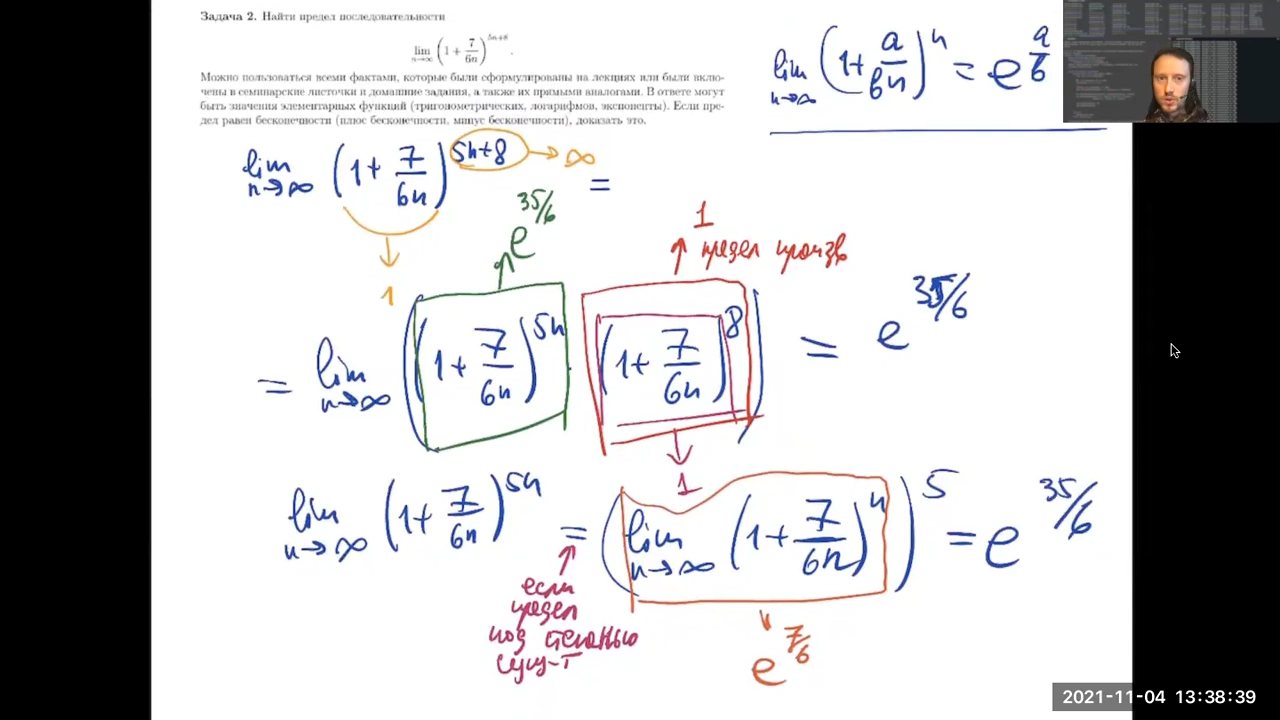 Задача 2. Найти предел последовательности
lim n→∞ (1 + 7/6n)^{5n+8}.
Можно пользоваться всеми фактами, которые были сформулированы на лекциях или были вклю-
чены в семинарские листочки и домашние задания, а также их прямыми аналогами. В ответе могут
быть значения элементарных функций (тригонометрических, логарифмов, экспоненты). Если пре-
дел равен бесконечности (плюс бесконечности, минус бесконечности), доказать это.
lim n→∞ (1 + a/bn)^n = e^{a/b}
lim n→∞ (1 + 7/6n)^{5n+8} → ∞ =
1
e^{35/6}
1
предел произв
= lim n→∞ ((1 + 7/6n)^{5n} (1 + 7/6n)^8) = e^{35/6}
1
lim n→∞ (1 + 7/6n)^{5n} = (lim n→∞ (1 + 7/6n)^n)^5 = e^{35/6}
если
предел
под степенью
сущ-т
e^{7/6}
2021-11-04 13:38:39